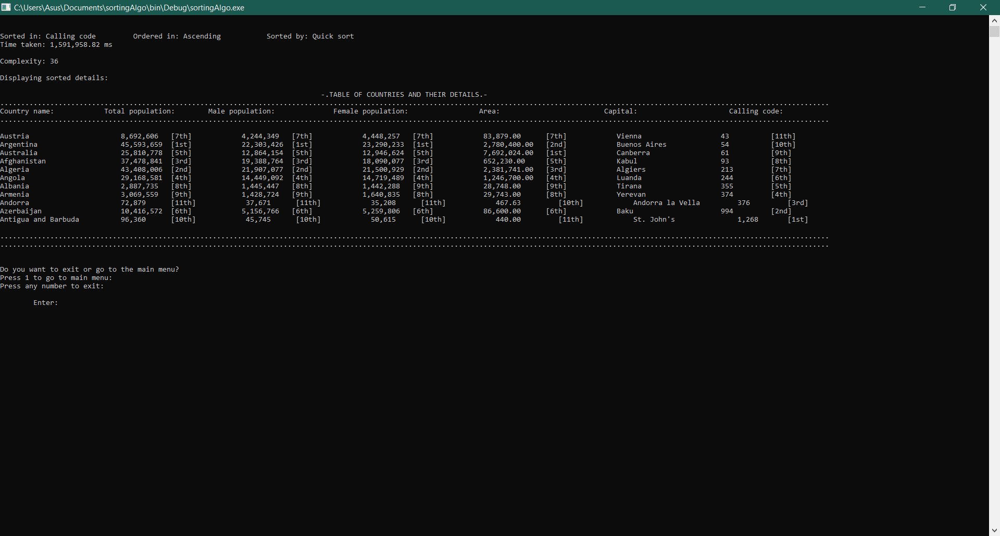 C:\Users\Asus\Documents\sortingAlgo\bin\Debug\sortingAlgo.exe
Sorted in: Calling code Ordered in: Ascending Sorted by: Quick sort
Time taken: 1,591,958.82 ms
Complexity: 36
Displaying sorted details:
-.TABLE OF COUNTRIES AND THEIR DETAILS.-
Country name: Total population: Male population: Female population: Area: Capital: Calling code:
Austria 8,692,606 [7th] 4,244,349 [7th] 4,448,257 [7th] 83,879.00 [7th] Vienna 43 [11th]
Argentina 45,593,659 [1st] 22,303,426 [1st] 23,290,233 [1st] 2,780,400.00 [2nd] Buenos Aires 54 [10th]
Australia 25,810,778 [5th] 12,864,154 [5th] 12,946,624 [5th] 7,692,024.00 [1st] Canberra 61 [9th]
Afghanistan 37,478,841 [3rd] 19,388,764 [3rd] 18,090,077 [3rd] 652,230.00 [5th] Kabul 93 [8th]
Algeria 43,408,006 [2nd] 21,907,077 [2nd] 21,500,929 [2nd] 2,381,741.00 [3rd] Algiers 213 [7th]
Angola 29,168,581 [4th] 14,449,092 [4th] 14,719,489 [4th] 1,246,700.00 [4th] Luanda 244 [6th]
Albania 2,887,735 [8th] 1,445,447 [8th] 1,442,288 [9th] 28,748.00 [9th] Tirana 355 [5th]
Armenia 3,069,559 [9th] 1,428,724 [9th] 1,640,835 [8th] 29,743.00 [8th] Yerevan 374 [4th]
Andorra 72,879 [11th] 37,671 [11th] 35,208 [11th] 467.63 [10th] Andorra la Vella 376 [3rd]
Azerbaijan 10,416,572 [6th] 5,156,766 [6th] 5,259,806 [6th] 86,600.00 [6th] Baku 994 [2nd]
Antigua and Barbuda 96,360 [10th] 45,745 [10th] 50,615 [10th] 440.00 [11th] St. John's 1,268 [1st]
Do you want to exit or go to the main menu?
Press 1 to go to main menu:
Press any number to exit:
Enter: